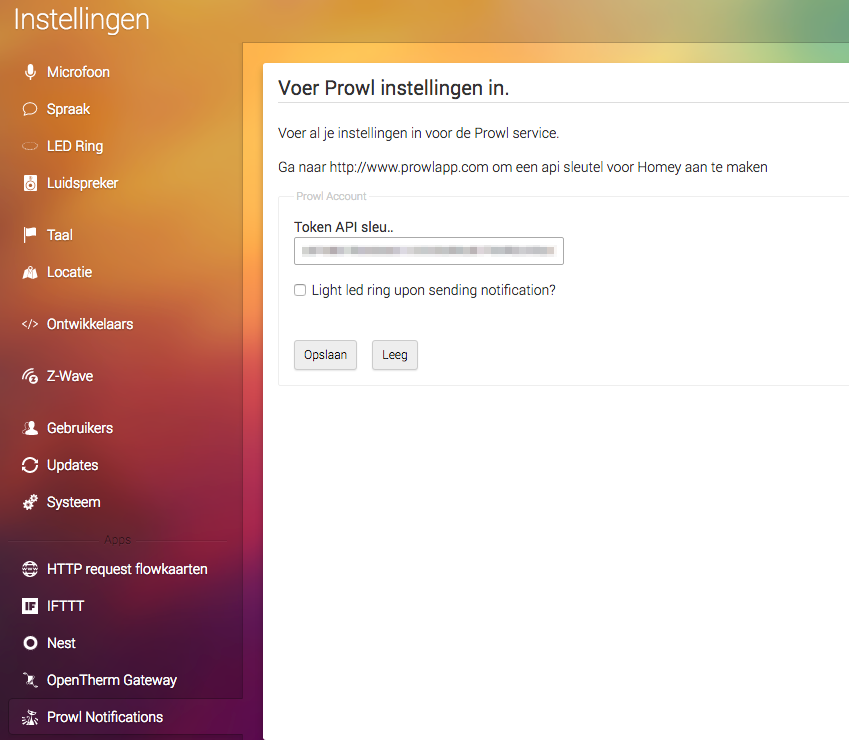 Instellingen
Microfoon
Spraak
LED Ring
Luidspreker
Taal
Locatie
Ontwikkelaars
Z-Wave
Gebruikers
Updates
Systeem
Apps
HTTP request flowkaarten
IFTTT
Nest
OpenTherm Gateway
Prowl Notifications
Voer Prowl instellingen in.
Voer al je instellingen in voor de Prowl service.
Ga naar http://www.prowlapp.com om een api sleutel voor Homey aan te maken
Prowl Account
Token API sleu..
Light led ring upon sending notification?
Opslaan
Leeg